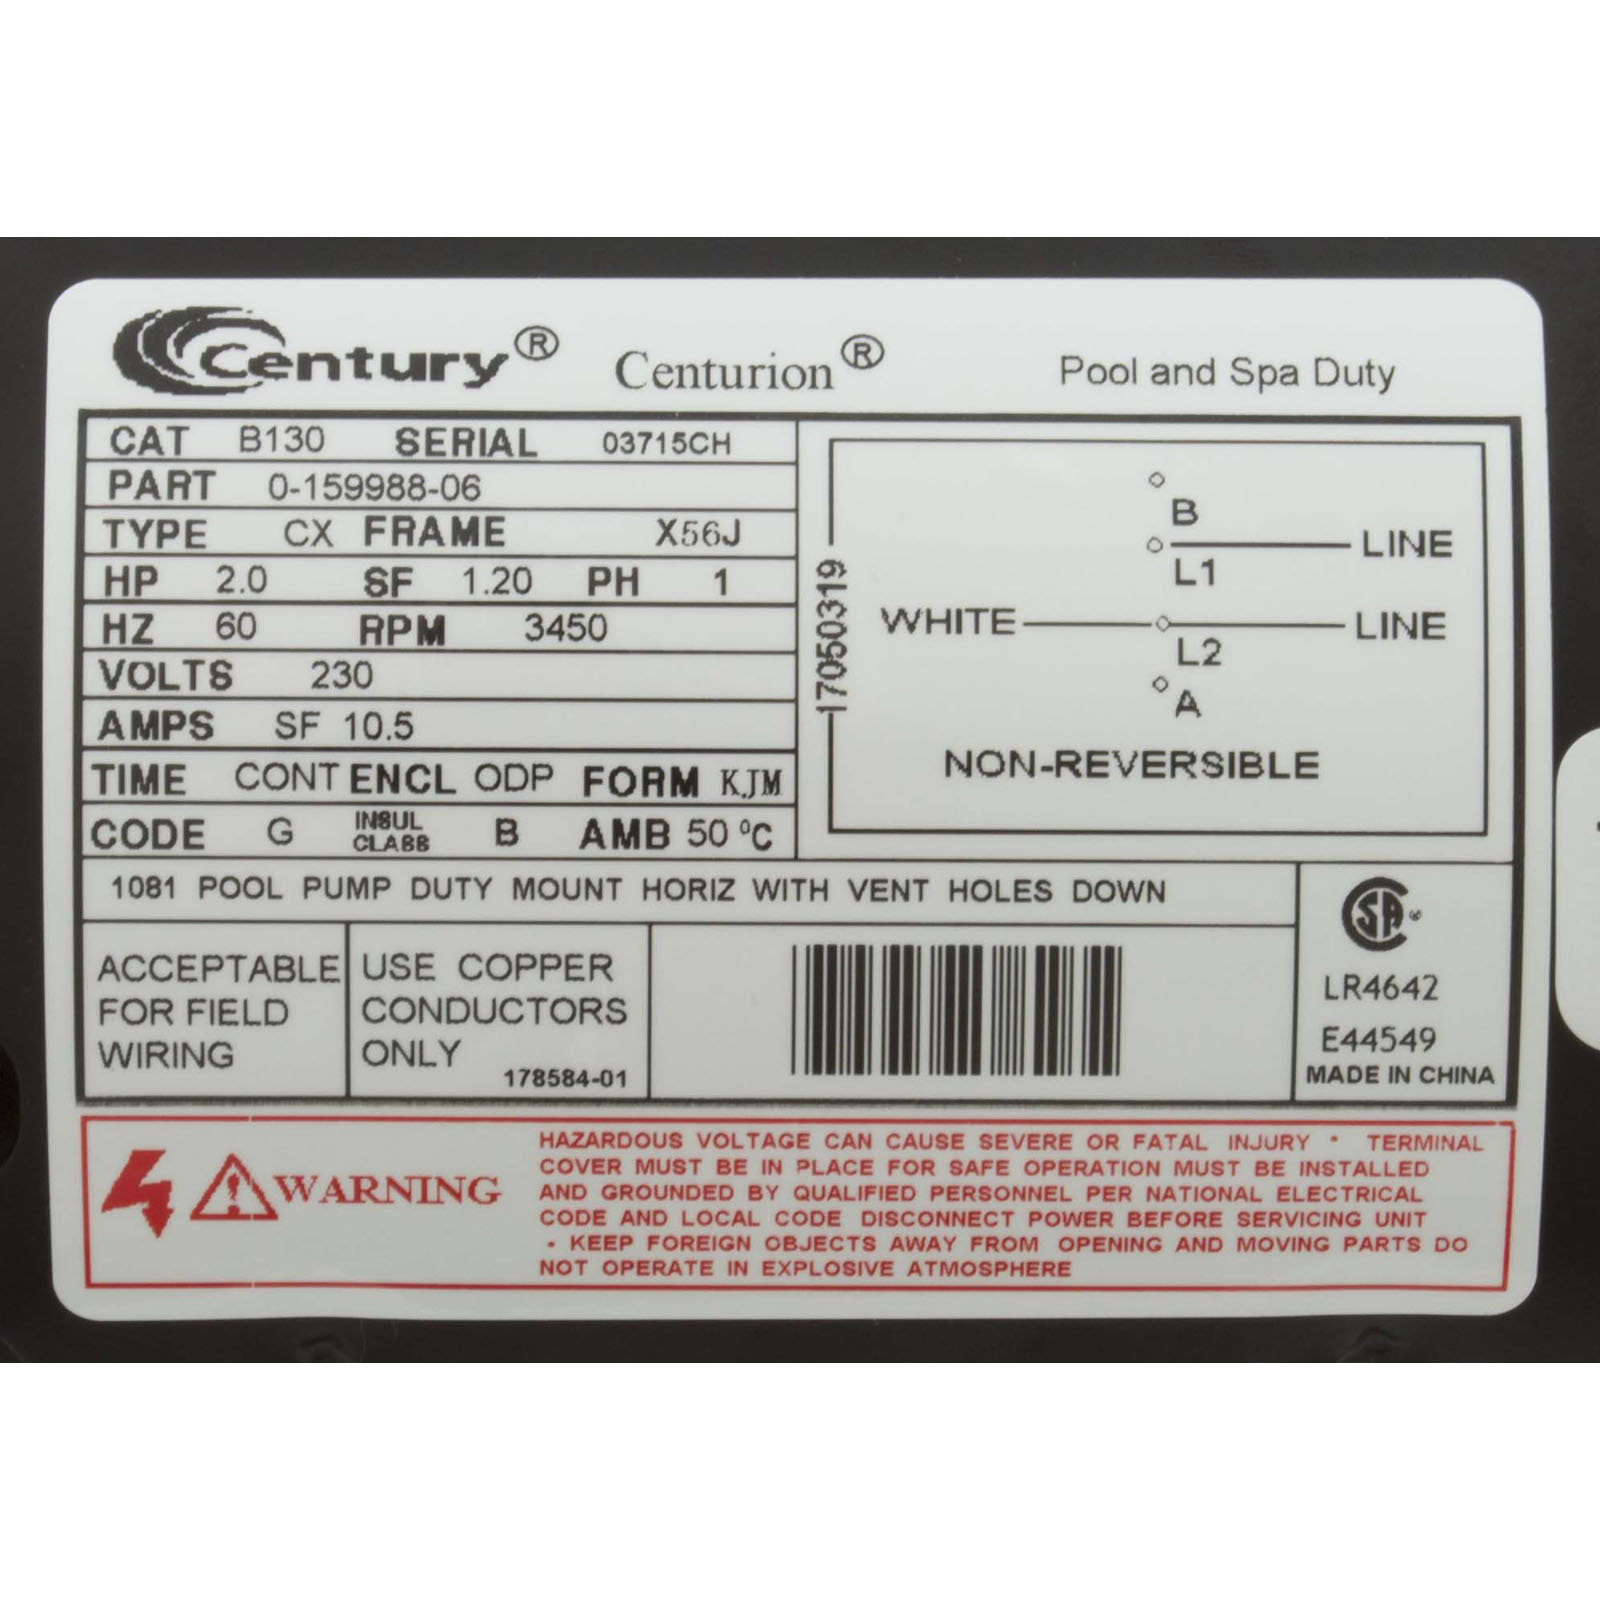 Century® Centurion® Pool and Spa Duty
CAT B130 SERIAL 03715CH
PART 0-159988-06
TYPE CX FRAME X56J
HP 2.0 SF 1.20 PH 1
HZ 60 RPM 3450
VOLTS 230
AMPS SF 10.5
TIME CONT ENCL ODP FORM KJM
CODE G INSUL CLASS B AMB 50 °C
17050319
B
L1 LINE
WHITE L2 LINE
A
NON-REVERSIBLE
1081 POOL PUMP DUTY MOUNT HORIZ WITH VENT HOLES DOWN
ACCEPTABLE
FOR FIELD
WIRING
USE COPPER
CONDUCTORS
ONLY
178584-01
SA®
LR4642
E44549
MADE IN CHINA
WARNING
HAZARDOUS VOLTAGE CAN CAUSE SEVERE OR FATAL INJURY • TERMINAL
COVER MUST BE IN PLACE FOR SAFE OPERATION MUST BE INSTALLED
AND GROUNDED BY QUALIFIED PERSONNEL PER NATIONAL ELECTRICAL
CODE AND LOCAL CODE DISCONNECT POWER BEFORE SERVICING UNIT
• KEEP FOREIGN OBJECTS AWAY FROM OPENING AND MOVING PARTS DO
NOT OPERATE IN EXPLOSIVE ATMOSPHERE